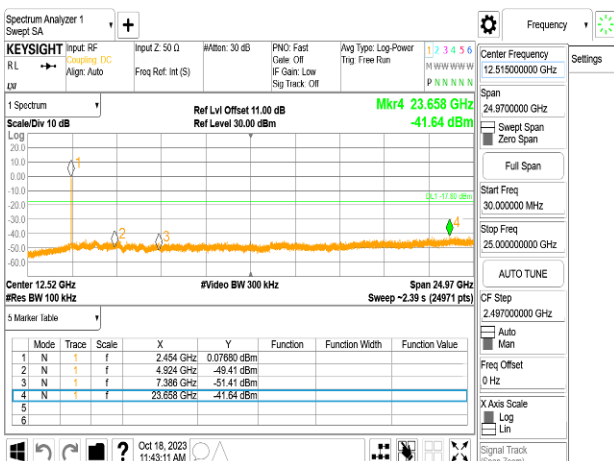 Spectrum Analyzer 1
Swept SA
Frequency
KEYSIGHT
Input: RF
Input Z: 50 Ω
#Atten: 30 dB
PNO: Fast
Avg Type: Log-Power
1 2 3 4 5 6
RL
Coupling: DC
Gate: Off
Trig: Free Run
Align: Auto
Freq Ref: Int (S)
IF Gain: Low
M W W W W W
Sig Track: Off
P N N N N N
LXI
1 Spectrum
Ref Lvl Offset 11.00 dB
Mkr4 23.658 GHz
Scale/Div 10 dB
Ref Level 30.00 dBm
-41.64 dBm
Log
20.0
10.0
0.00
-10.0
-20.0
-30.0
-40.0
-50.0
-60.0
1
2
3
4
DL1 -17.80 dBm
Center 12.52 GHz
#Video BW 300 kHz
Span 24.97 GHz
#Res BW 100 kHz
Sweep ~2.39 s (24971 pts)
5 Marker Table
Mode Trace Scale X Y Function Function Width Function Value
1 N 1 f 2.454 GHz 0.07680 dBm
2 N 1 f 4.924 GHz -49.41 dBm
3 N 1 f 7.386 GHz -51.41 dBm
4 N 1 f 23.658 GHz -41.64 dBm
5
6
Oct 18, 2023
11:43:11 AM
Center Frequency
12.515000000 GHz
Settings
Span
24.9700000 GHz
Swept Span
Zero Span
Full Span
Start Freq
30.000000 MHz
Stop Freq
25.000000000 GHz
AUTO TUNE
CF Step
2.497000000 GHz
Auto
Man
Freq Offset
0 Hz
X Axis Scale
Log
Lin
Signal Track
(Span Zoom)